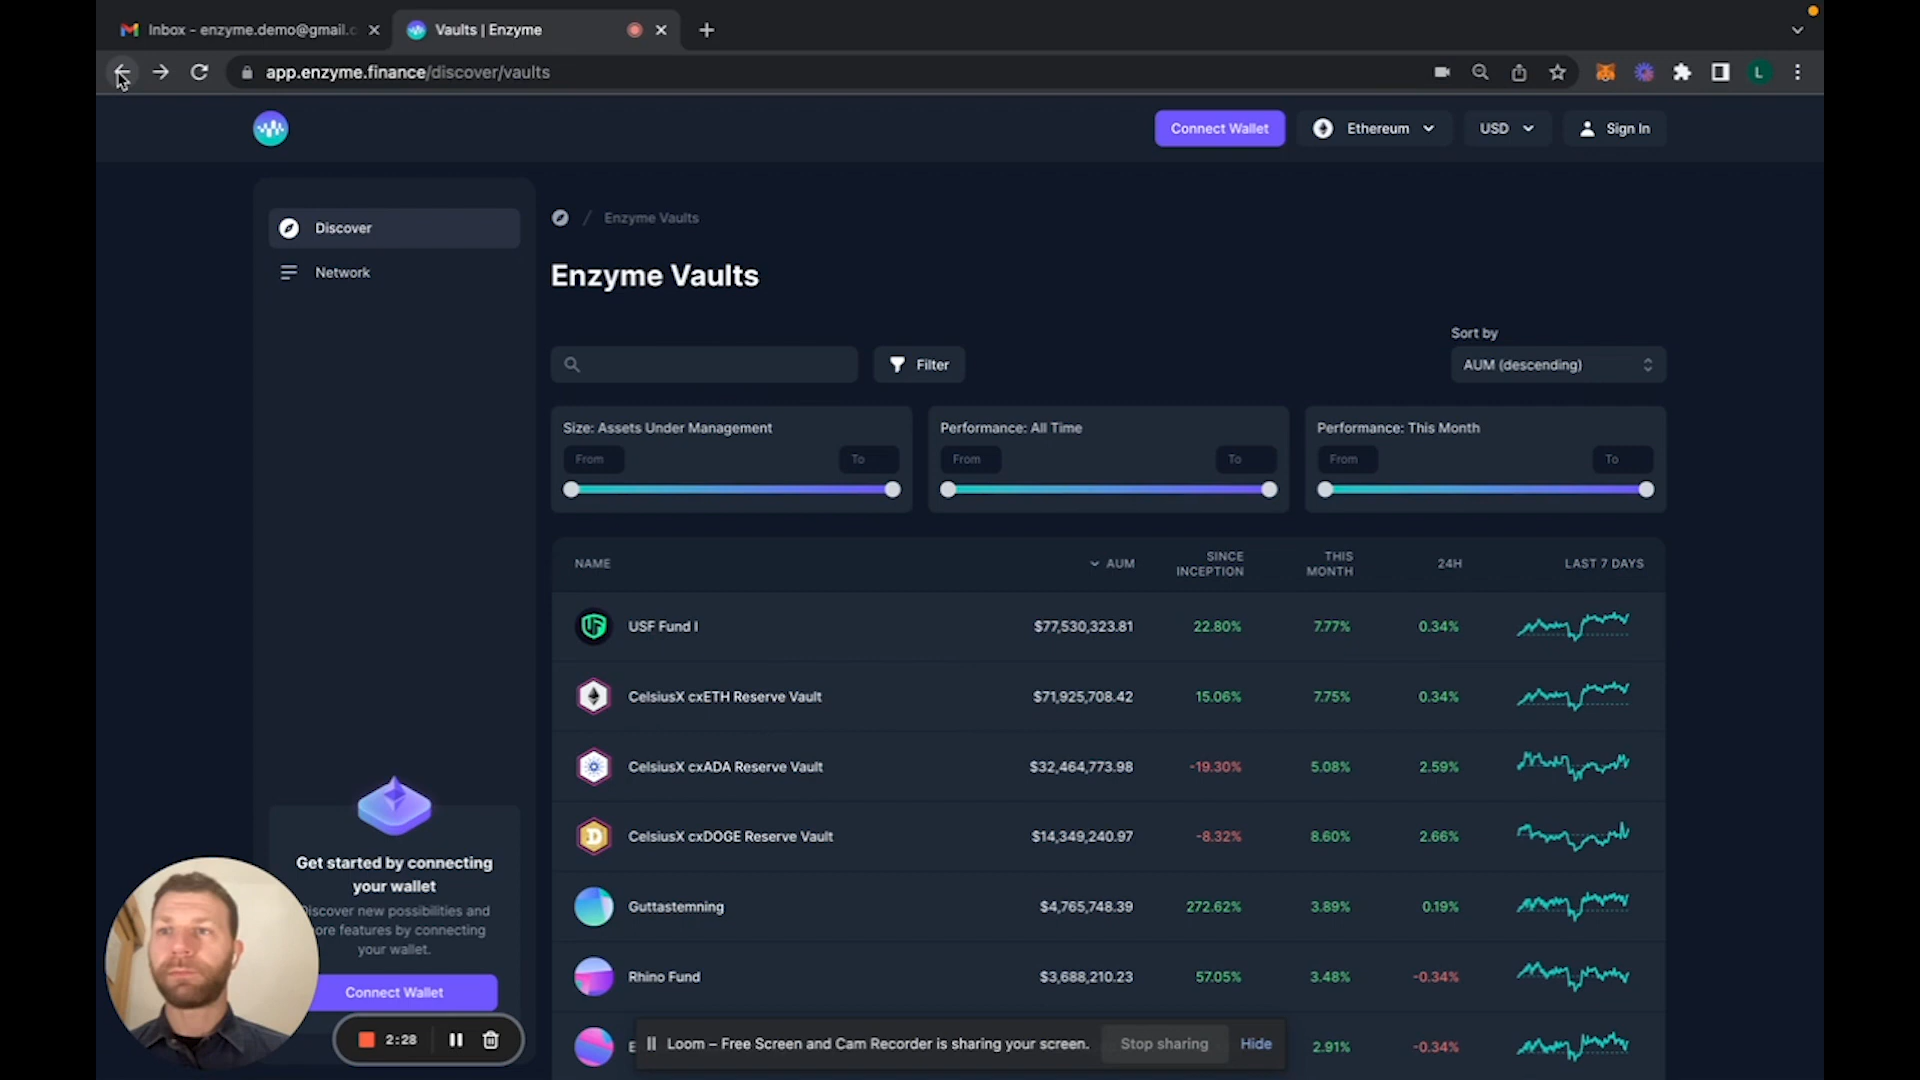 Inbox - enzyme.demo@gmail.c
Vaults | Enzyme
app.enzyme.finance/discover/vaults
L
Connect Wallet
Ethereum
USD
Sign In
Discover
Network
Enzyme Vaults
Enzyme Vaults
Sort by
Filter
AUM (descending)
Size: Assets Under Management
From
To
Performance: All Time
From
To
Performance: This Month
From
To
NAME
AUM
SINCE
INCEPTION
THIS
MONTH
24H
LAST 7 DAYS
USF Fund I
$77,530,323.81
22.80%
7.77%
0.34%
CelsiusX cxETH Reserve Vault
$71,925,708.42
15.06%
7.75%
0.34%
CelsiusX cxADA Reserve Vault
$32,464,773.98
-19.30%
5.08%
2.59%
CelsiusX cxDOGE Reserve Vault
$14,349,240.97
-8.32%
8.60%
2.66%
Guttastemning
$4,765,748.39
272.62%
3.89%
0.19%
Rhino Fund
$3,688,210.23
57.05%
3.48%
-0.34%
2.91%
-0.34%
Get started by connecting
your wallet
Discover new possibilities and
more features by connecting
your wallet.
Connect Wallet
2:28
Loom – Free Screen and Cam Recorder is sharing your screen.
Stop sharing
Hide